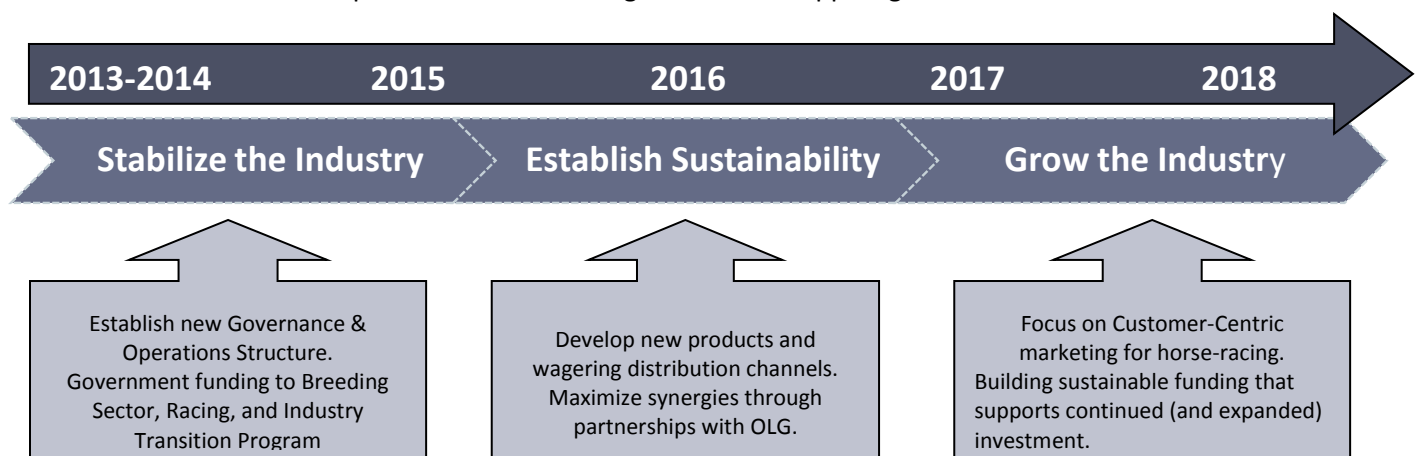 2013-2014 2015 2016 2017 2018
Stabilize the Industry Establish Sustainability Grow the Industry
Establish new Governance &
Operations Structure.
Government funding to Breeding
Sector, Racing, and Industry
Transition Program
Develop new products and
wagering distribution channels.
Maximize synergies through
partnerships with OLG.
Focus on Customer-Centric
marketing for horse-racing.
Building sustainable funding that
supports continued (and expanded)
investment.